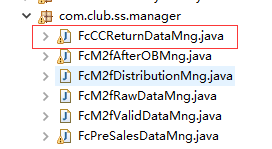 com.club.ss.manager
FcCCReturnDataMng.java
FcM2fAfterOBMng.java
FcM2fDistributionMng.java
FcM2fRawDataMng.java
FcM2fValidDataMng.java
FcPreSalesDataMng.java